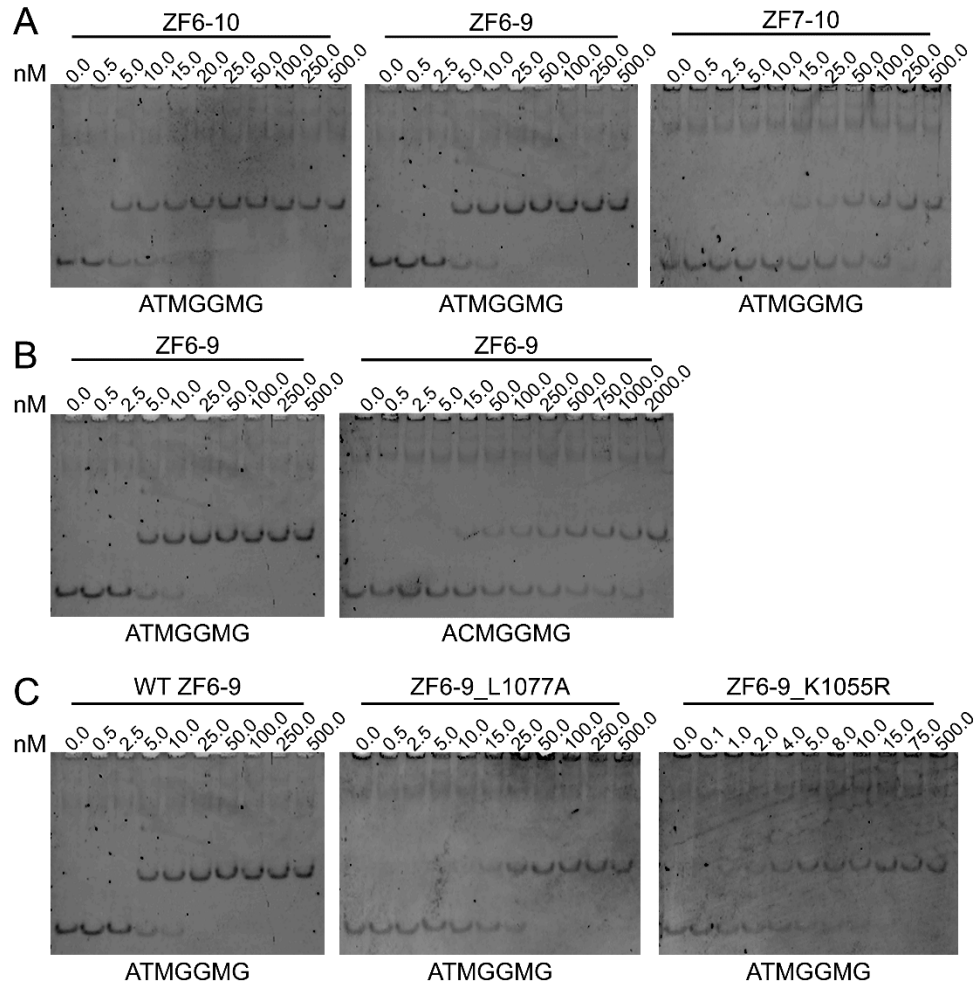 A
ZF6-10 ZF6-9 ZF7-10
nM 0.0 0.5 5.0 10.0 15.0 20.0 25.0 50.0 100.0 250.0 500.0 0.0 0.5 2.5 5.0 10.0 25.0 50.0 100.0 250.0 500.0 0.0 0.5 2.5 5.0 10.0 15.0 25.0 50.0 100.0 250.0 500.0
ATMGGMG ATMGGMG ATMGGMG
B
ZF6-9 ZF6-9
nM 0.0 0.5 2.5 5.0 10.0 25.0 50.0 100.0 250.0 500.0 0.0 0.5 2.5 5.0 15.0 50.0 100.0 250.0 500.0 750.0 1000.0 2000.0
ATMGGMG ACMGGMG
C
WT ZF6-9 ZF6-9_L1077A ZF6-9_K1055R
nM 0.0 0.5 2.5 5.0 10.0 25.0 50.0 100.0 250.0 500.0 0.0 0.5 2.5 5.0 10.0 15.0 25.0 50.0 100.0 250.0 500.0 0.0 0.1 1.0 2.0 4.0 5.0 8.0 10.0 15.0 75.0 500.0
ATMGGMG ATMGGMG ATMGGMG